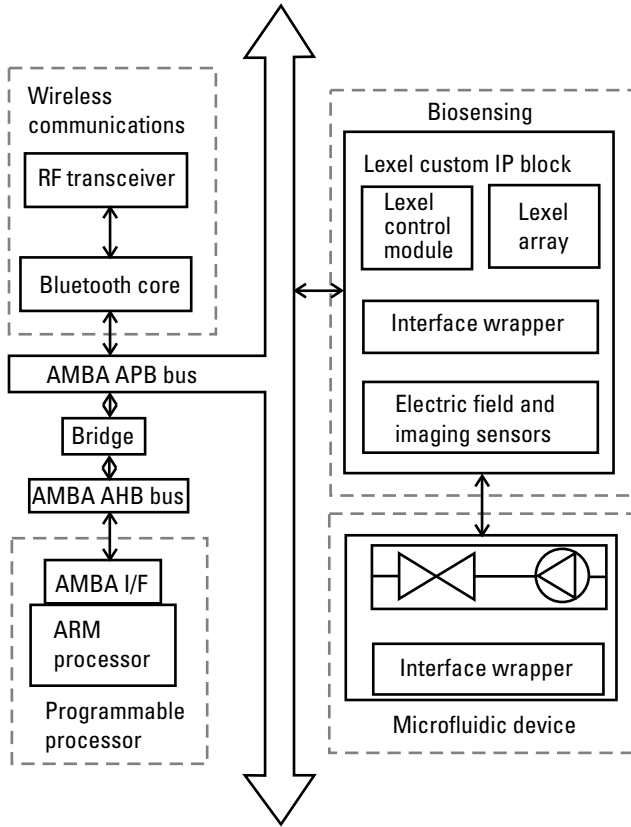 Wireless
communications
RF transceiver
Bluetooth core
AMBA APB bus
Bridge
AMBA AHB bus
AMBA I/F
ARM
processor
Programmable
processor
Biosensing
Lexel custom IP block
Lexel
control
module
Lexel
array
Interface wrapper
Electric field and
imaging sensors
Interface wrapper
Microfluidic device